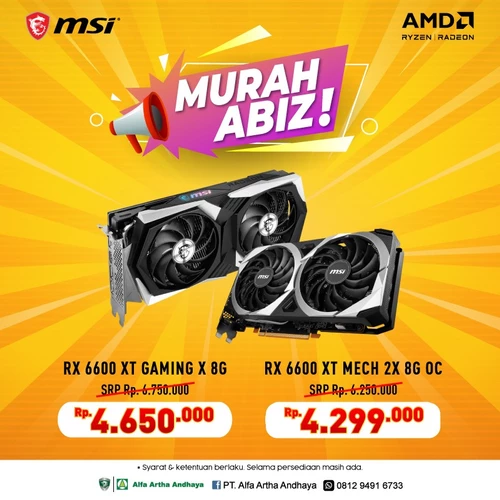 msi
AMD
RYZEN | RADEON
MURAH
ABIZ!
msi
msi
RX 6600 XT GAMING X 8G
SRP Rp. 6.750.000
Rp.4.650.000
RX 6600 XT MECH 2X 8G OC
SRP Rp. 6.250.000
Rp.4.299.000
• Syarat & ketentuan berlaku. Selama persediaan masih ada.
Alfa Artha Andhaya
PT. Alfa Artha Andhaya
0812 9491 6733